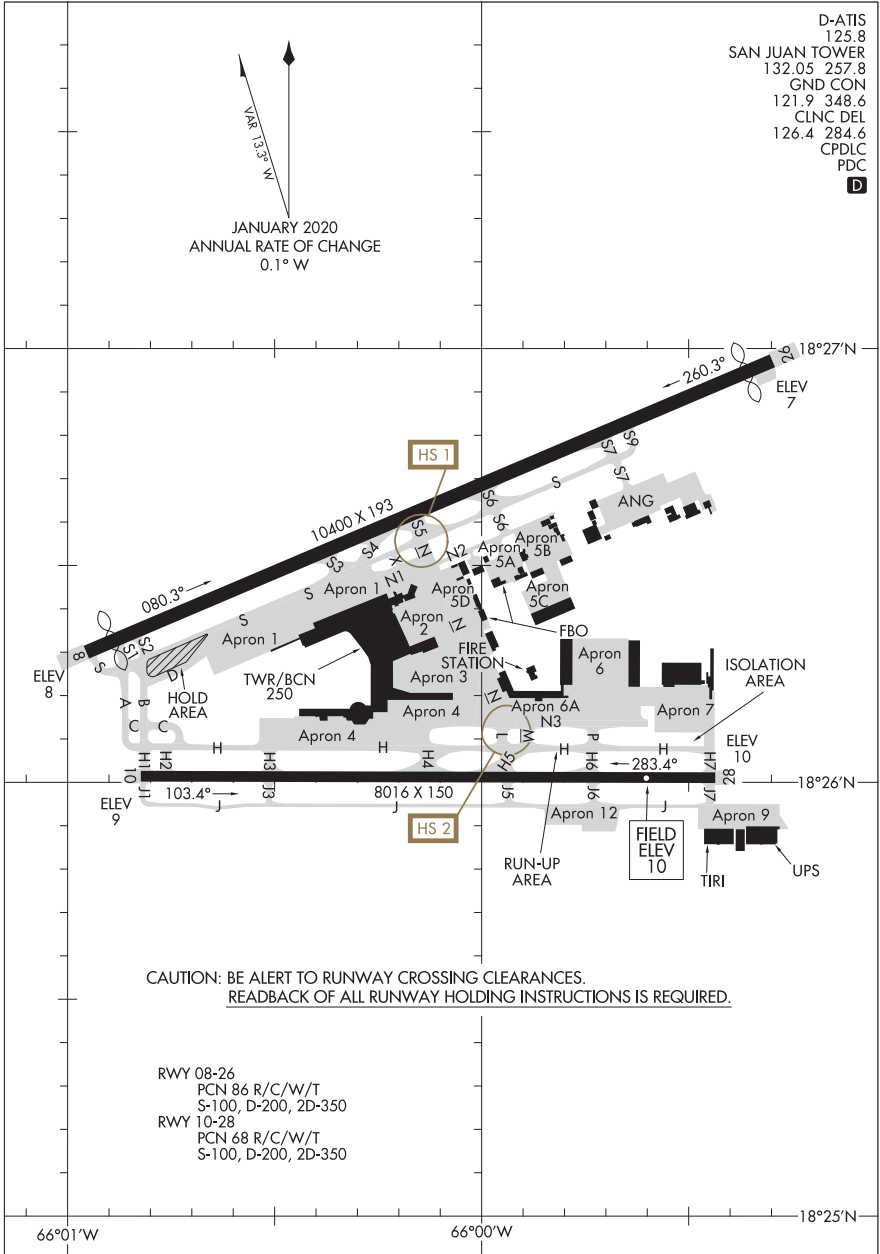 D-ATIS
125.8
SAN JUAN TOWER
132.05 257.8
GND CON
121.9 348.6
CLNC DEL
126.4 284.6
CPDLC
PDC
D
VAR 13.3° W
JANUARY 2020
ANNUAL RATE OF CHANGE
0.1° W
18°27'N
26
260.3°
ELEV
7
HS 1
S9
S7
S7
S
ANG
10400 X 193
S6
S6
S5
S4
S3
X
N
N2
N1
Apron
5A
Apron
5B
Apron
5C
Apron
5D
Apron 1
080.3°
S
S
Apron 1
Apron
2
N
FBO
8
S
S1
S2
D
ELEV
8
HOLD
AREA
TWR/BCN
250
FIRE
STATION
Apron 3
Apron
6
ISOLATION
AREA
A
B
C
C
N
Apron 4
Apron 4
Apron 6A
N3
Apron 7
L
M
P
H
H
H
H
ELEV
10
H1
H2
H3
H4
H5
H6
H7
10
103.4°
8016 X 150
283.4°
28
18°26'N
ELEV
9
J1
J
J3
J
J5
J6
J
J7
HS 2
Apron 12
Apron 9
FIELD
ELEV
10
RUN-UP
AREA
TIRI
UPS
CAUTION: BE ALERT TO RUNWAY CROSSING CLEARANCES.
READBACK OF ALL RUNWAY HOLDING INSTRUCTIONS IS REQUIRED.
RWY 08-26
PCN 86 R/C/W/T
S-100, D-200, 2D-350
RWY 10-28
PCN 68 R/C/W/T
S-100, D-200, 2D-350
18°25'N
66°01'W
66°00'W